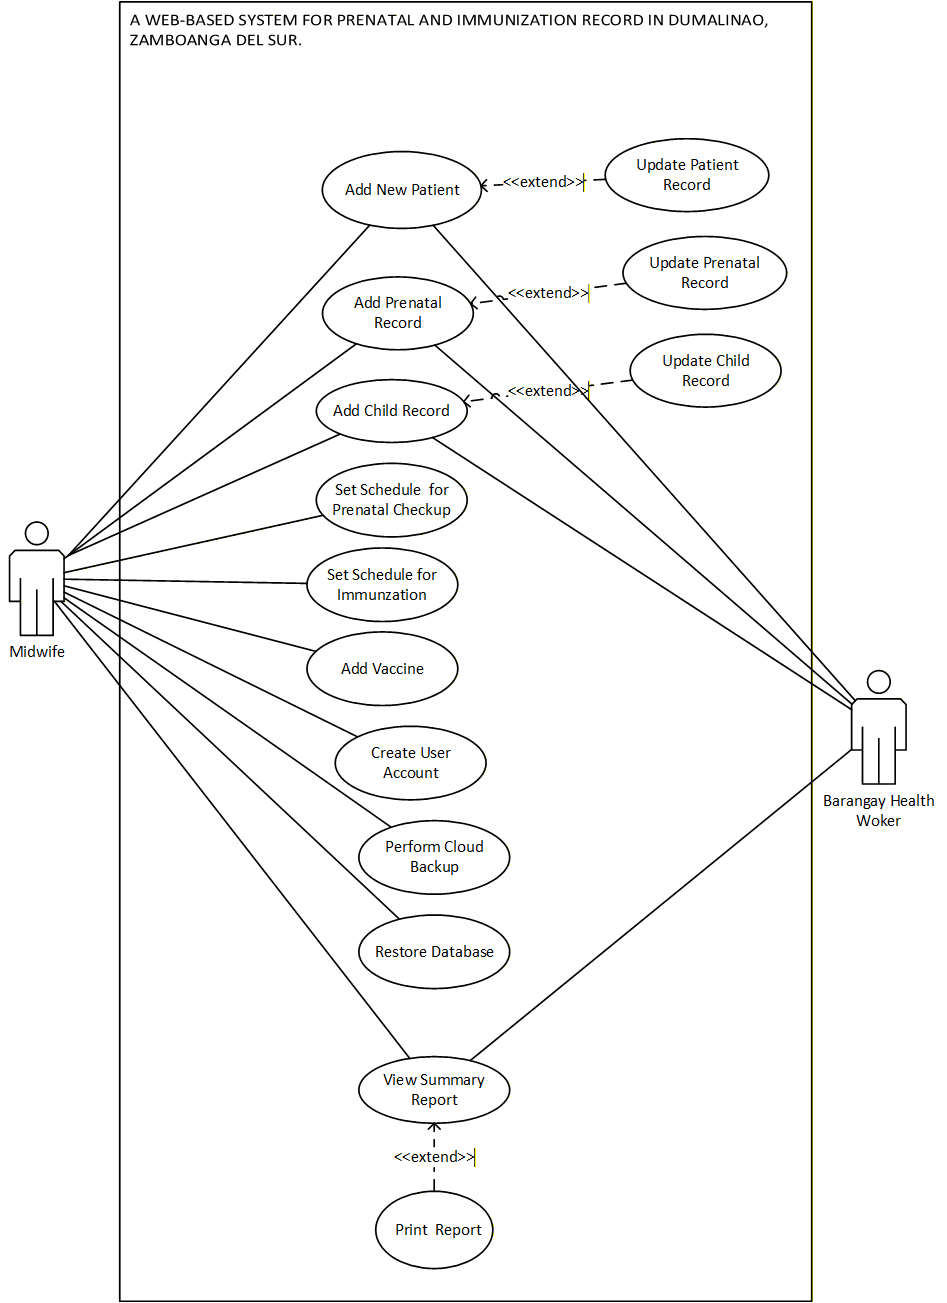 A WEB-BASED SYSTEM FOR PRENATAL AND IMMUNIZATION RECORD IN DUMALINAO,
ZAMBOANGA DEL SUR.
Add New Patient
<<extend>>
Update Patient
Record
Add Prenatal
Record
<<extend>>
Update Prenatal
Record
Add Child Record
<<extend>>
Update Child
Record
Set Schedule for
Prenatal Checkup
Set Schedule for
Immunzation
Midwife
Add Vaccine
Create User
Account
Barangay Health
Woker
Perform Cloud
Backup
Restore Database
View Summary
Report
<<extend>>
Print Report